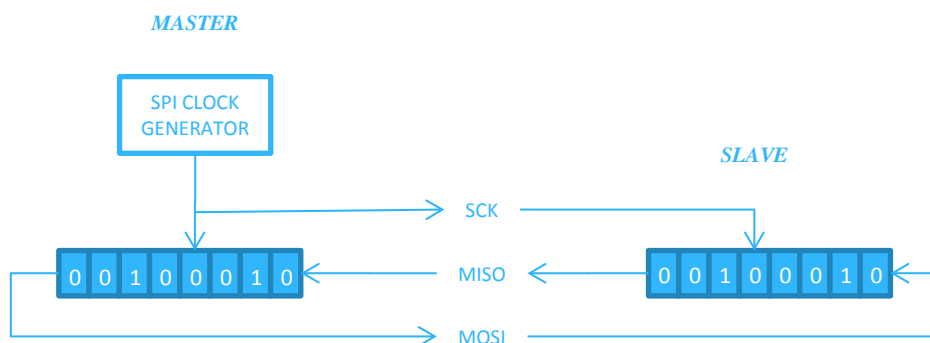 MASTER
SPI CLOCK
GENERATOR
SLAVE
SCK
0 0 1 0 0 0 1 0
MISO
0 0 1 0 0 0 1 0
MOSI